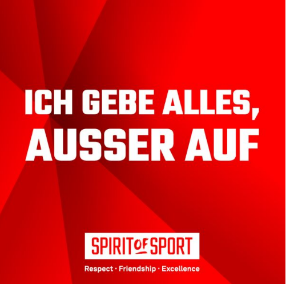 ICH GEBE ALLES,
AUSSER AUF
SPIRIT OF SPORT
Respect · Friendship · Excellence